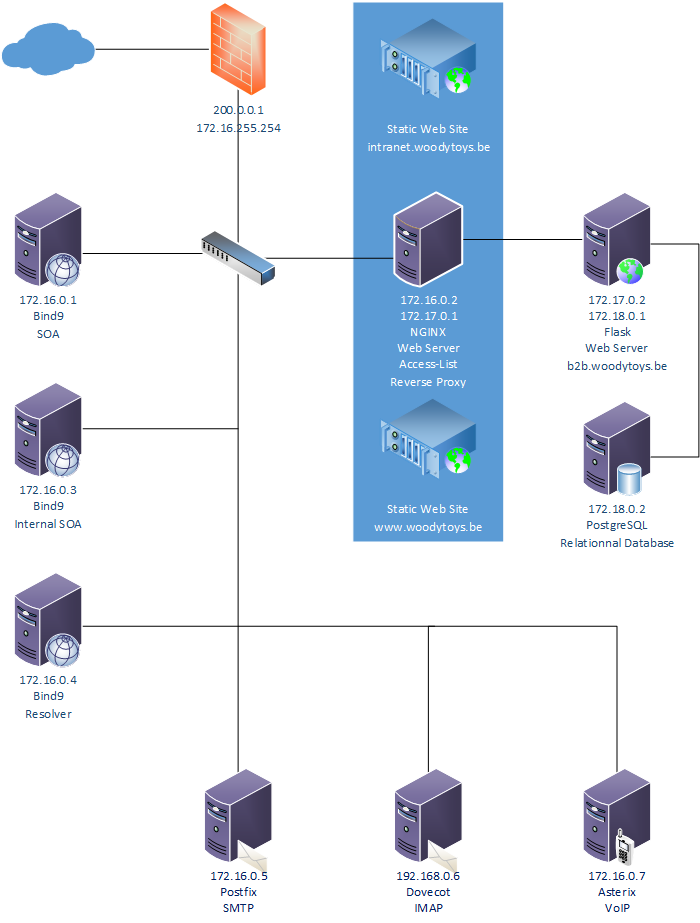 200.0.0.1
172.16.255.254
Static Web Site
intranet.woodytoys.be
172.16.0.1
Bind9
SOA
172.16.0.2
172.17.0.1
NGINX
Web Server
Access-List
Reverse Proxy
172.17.0.2
172.18.0.1
Flask
Web Server
b2b.woodytoys.be
172.16.0.3
Bind9
Internal SOA
Static Web Site
www.woodytoys.be
172.18.0.2
PostgreSQL
Relationnal Database
172.16.0.4
Bind9
Resolver
172.16.0.5
Postfix
SMTP
192.168.0.6
Dovecot
IMAP
172.16.0.7
Asterix
VoIP